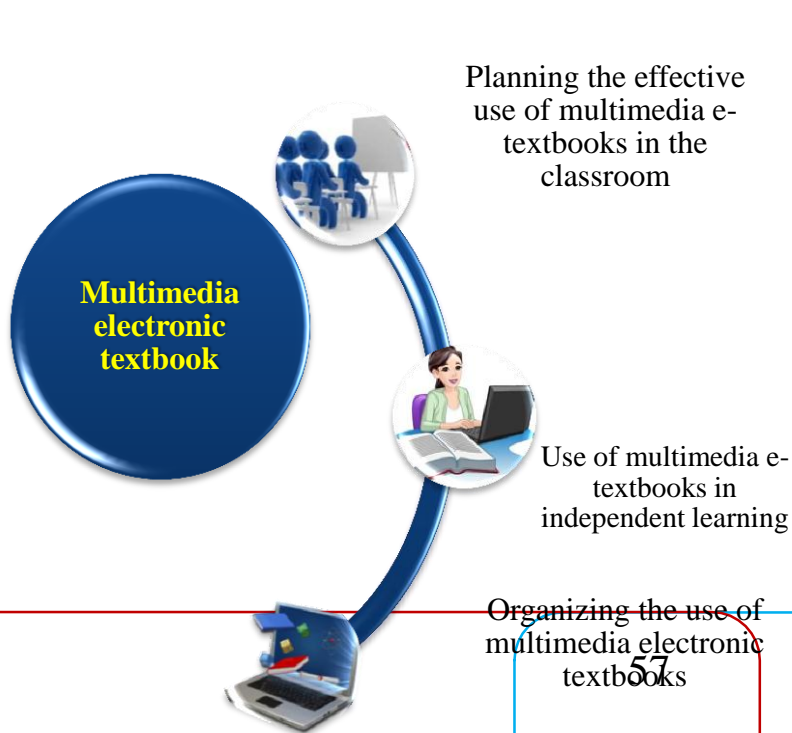 Planning the effective
use of multimedia e-
textbooks in the
classroom
Multimedia
electronic
textbook
Use of multimedia e-
textbooks in
independent learning
Organizing the use of
multimedia electronic
textbooks
57